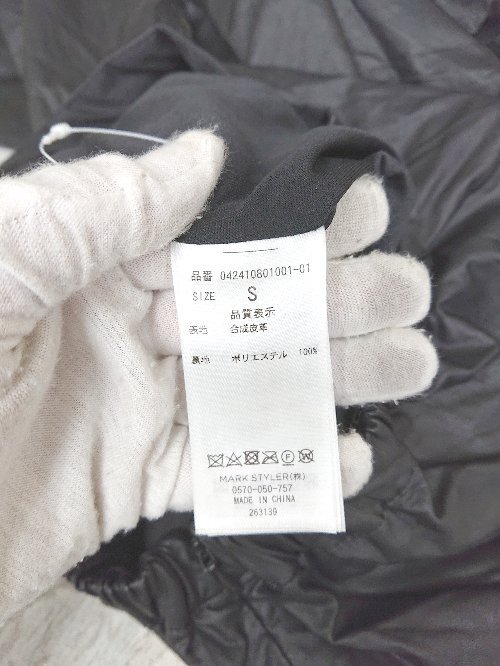 品番 042410801001-01
SIZE S
品質表示
表地 合成皮革
裏地 ポリエステル 100%
MARK STYLER(株)
0570-050-757
MADE IN CHINA
263139